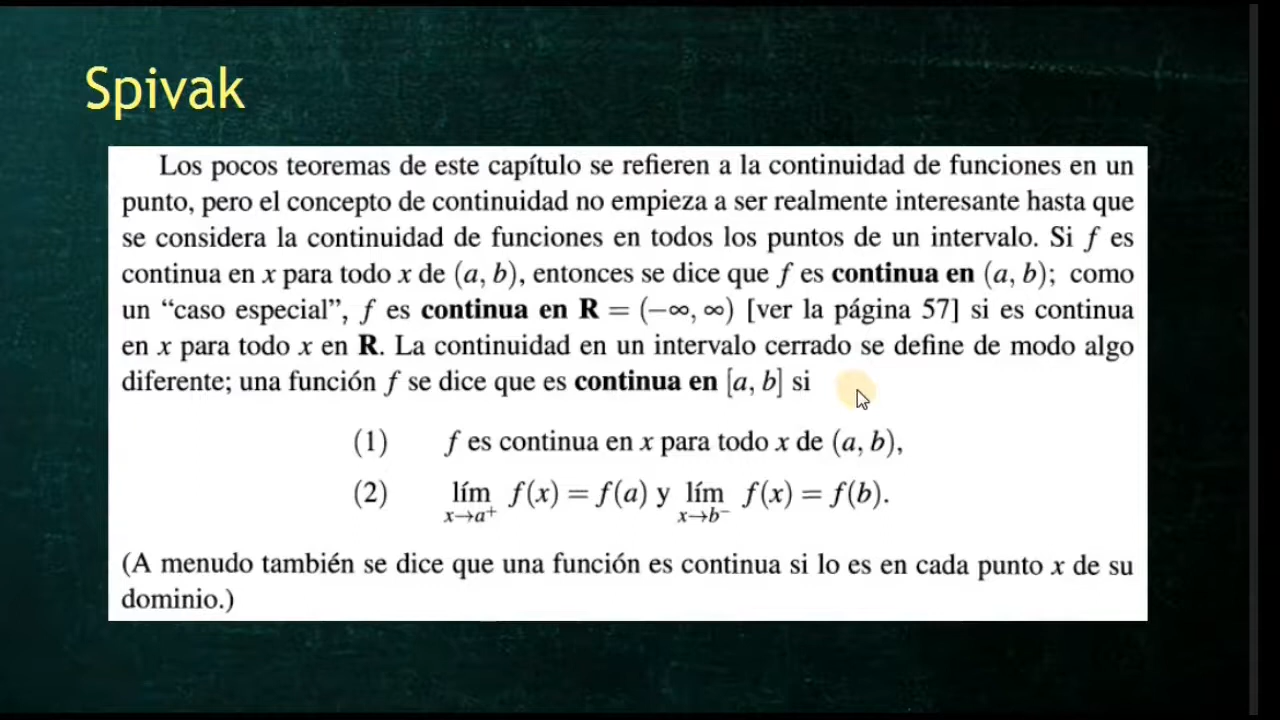 Spivak
Los pocos teoremas de este capítulo se refieren a la continuidad de funciones en un
punto, pero el concepto de continuidad no empieza a ser realmente interesante hasta que
se considera la continuidad de funciones en todos los puntos de un intervalo. Si f es
continua en x para todo x de (a, b), entonces se dice que f es continua en (a, b); como
un “caso especial”, f es continua en R = (−∞, ∞) [ver la página 57] si es continua
en x para todo x en R. La continuidad en un intervalo cerrado se define de modo algo
diferente; una función f se dice que es continua en [a, b] si
(1) f es continua en x para todo x de (a, b),
(2) lím x→a⁺ f(x) = f(a) y lím x→b⁻ f(x) = f(b).
(A menudo también se dice que una función es continua si lo es en cada punto x de su
dominio.)